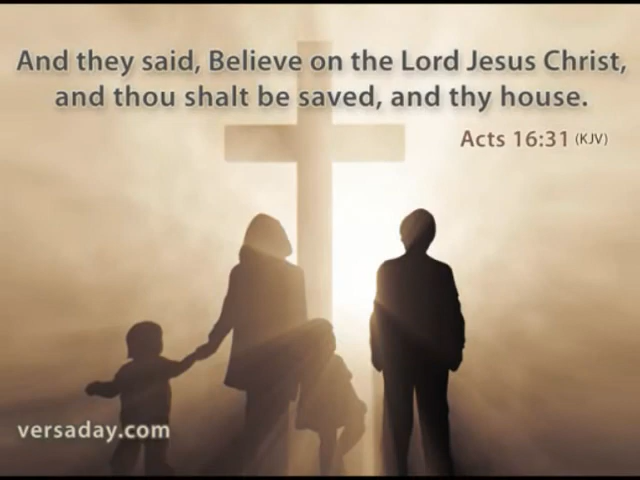 And they said, Believe on the Lord Jesus Christ,
and thou shalt be saved, and thy house.
Acts 16:31 (KJV)
versaday.com